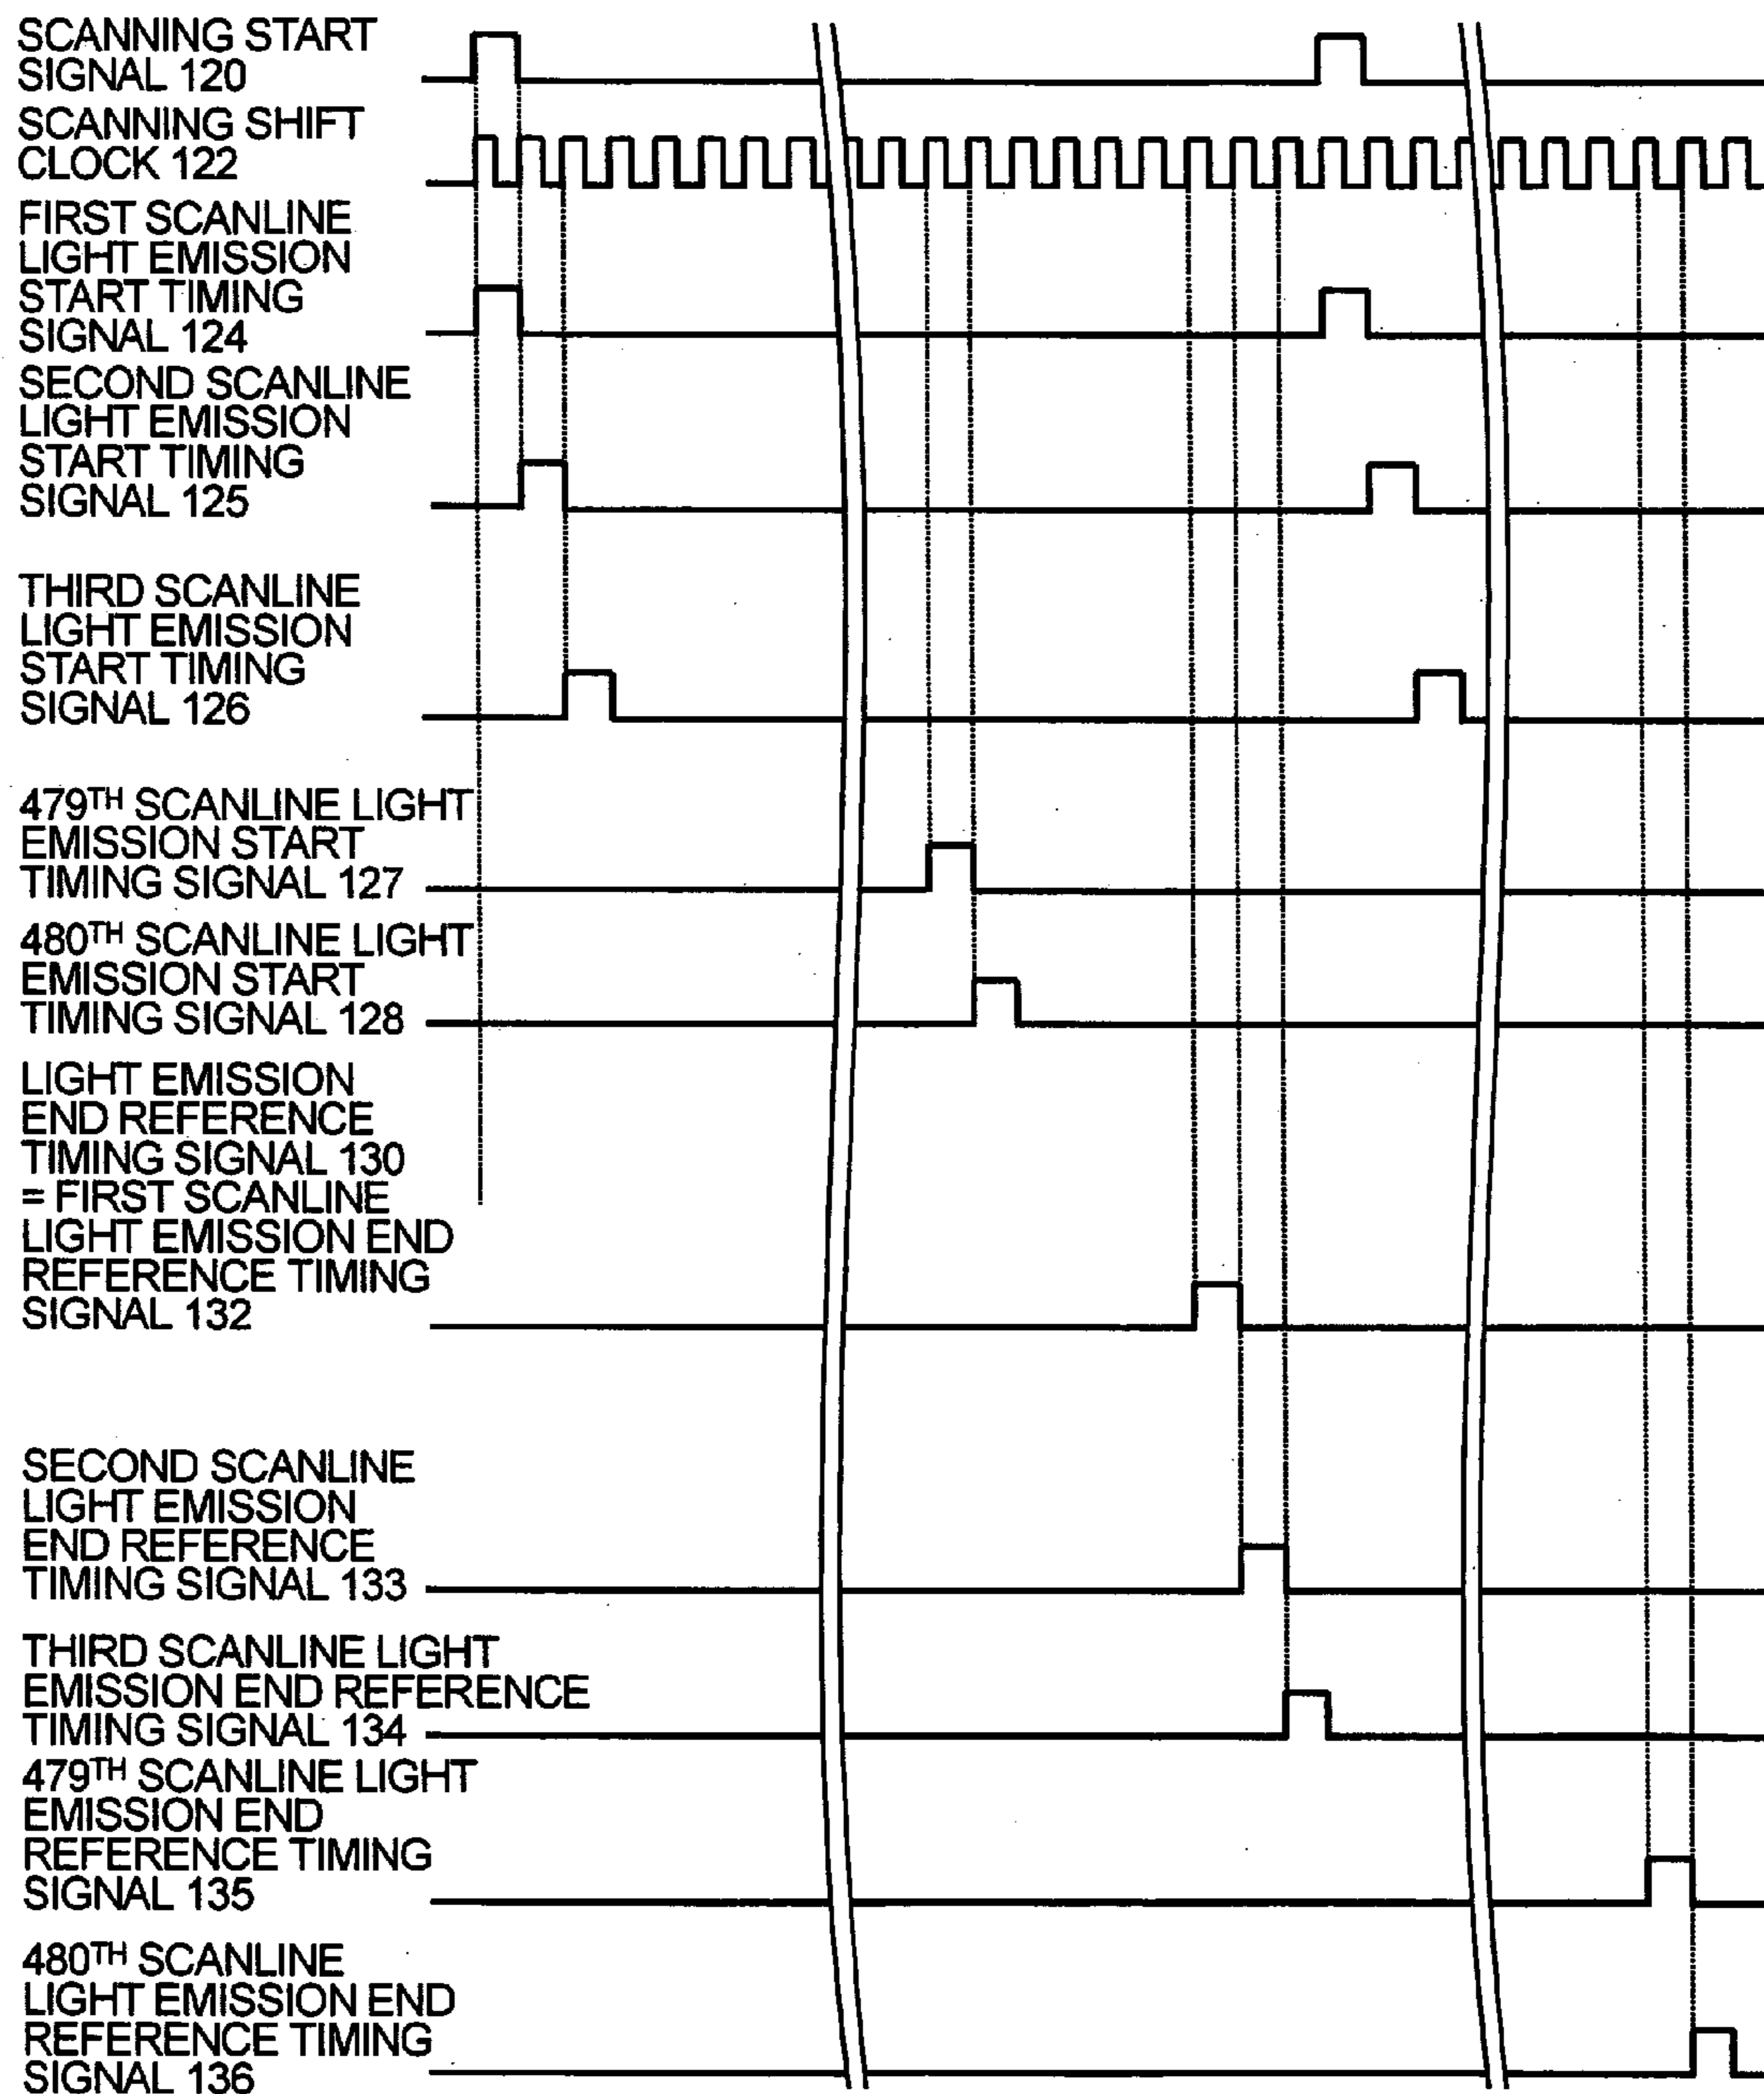 SCANNING START
SIGNAL 120
SCANNING SHIFT
CLOCK 122
FIRST SCANLINE
LIGHT EMISSION
START TIMING
SIGNAL 124
SECOND SCANLINE
LIGHT EMISSION
START TIMING
SIGNAL 125
THIRD SCANLINE
LIGHT EMISSION
START TIMING
SIGNAL 126
479TH SCANLINE LIGHT
EMISSION START
TIMING SIGNAL 127
480TH SCANLINE LIGHT
EMISSION START
TIMING SIGNAL 128
LIGHT EMISSION
END REFERENCE
TIMING SIGNAL 130
= FIRST SCANLINE
LIGHT EMISSION END
REFERENCE TIMING
SIGNAL 132
SECOND SCANLINE
LIGHT EMISSION
END REFERENCE
TIMING SIGNAL 133
THIRD SCANLINE LIGHT
EMISSION END REFERENCE
TIMING SIGNAL 134
479TH SCANLINE LIGHT
EMISSION END
REFERENCE TIMING
SIGNAL 135
480TH SCANLINE
LIGHT EMISSION END
REFERENCE TIMING
SIGNAL 136